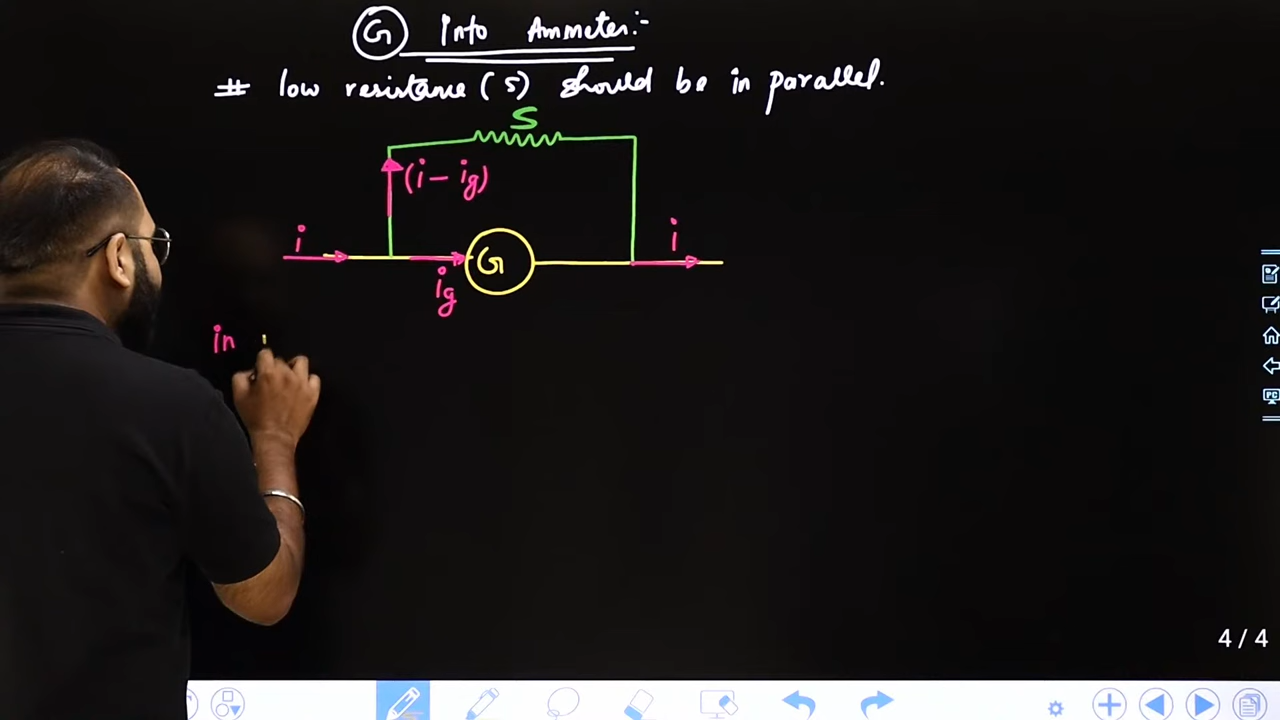 G Into Ammeter:-
# low resistance (S) should be in parallel.
S
(i - ig)
i
i
G
ig
in
4 / 4